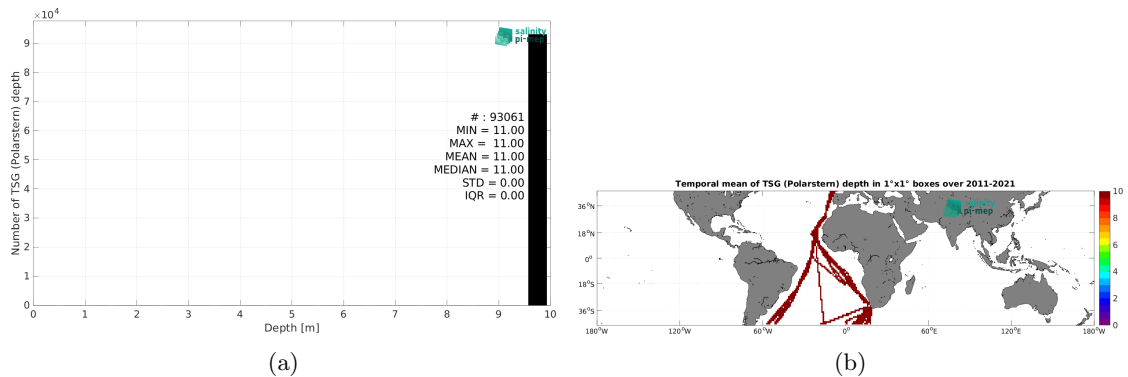 ×10⁴
9
8
7
6
5
4
3
2
1
0
Number of TSG (Polarstern) depth
salinity
pi-mep
# : 93061
MIN = 11.00
MAX =  11.00
MEAN = 11.00
MEDIAN = 11.00
STD = 0.00
IQR = 0.00
0 1 2 3 4 5 6 7 8 9 10
Depth [m]
(a)
Temporal mean of TSG (Polarstern) depth in 1°x1° boxes over 2011-2021
salinity
pi-mep
36°N
18°N
0°
18°S
36°S
180°W 120°W 60°W 0° 60°E 120°E 180°E
10
8
6
4
2
0
(b)